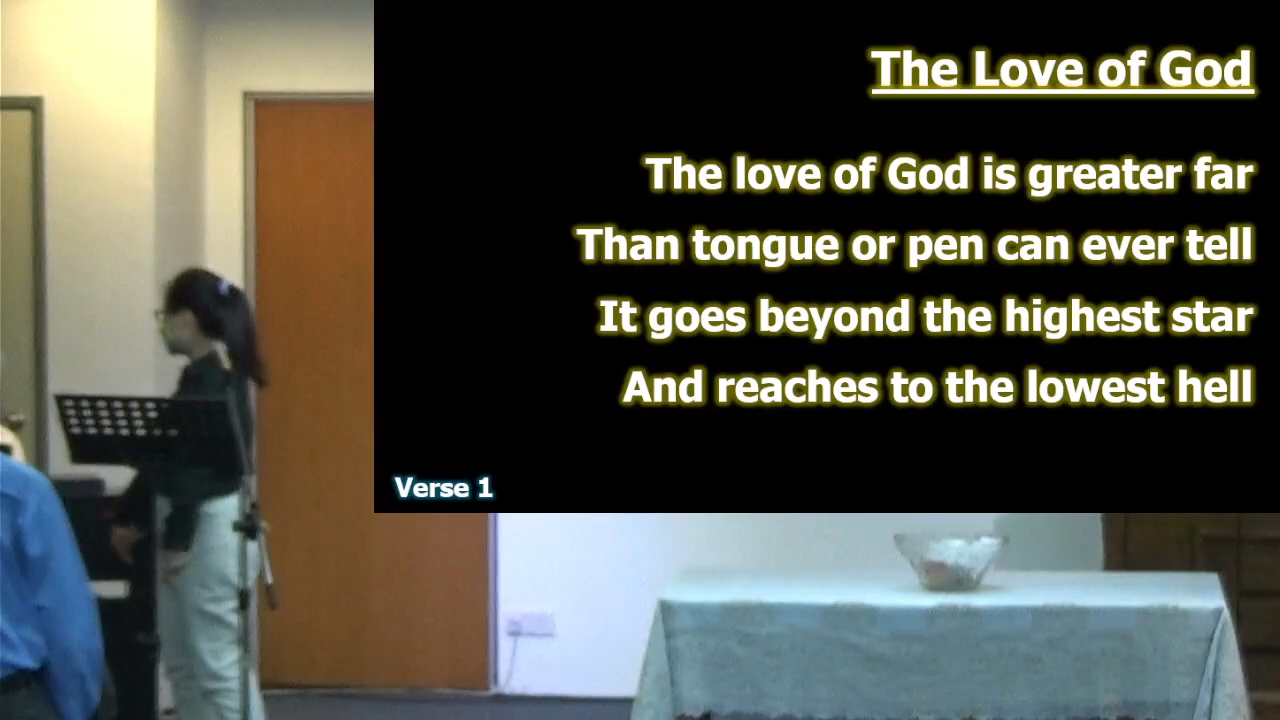 The Love of God
The love of God is greater far
Than tongue or pen can ever tell
It goes beyond the highest star
And reaches to the lowest hell
Verse 1